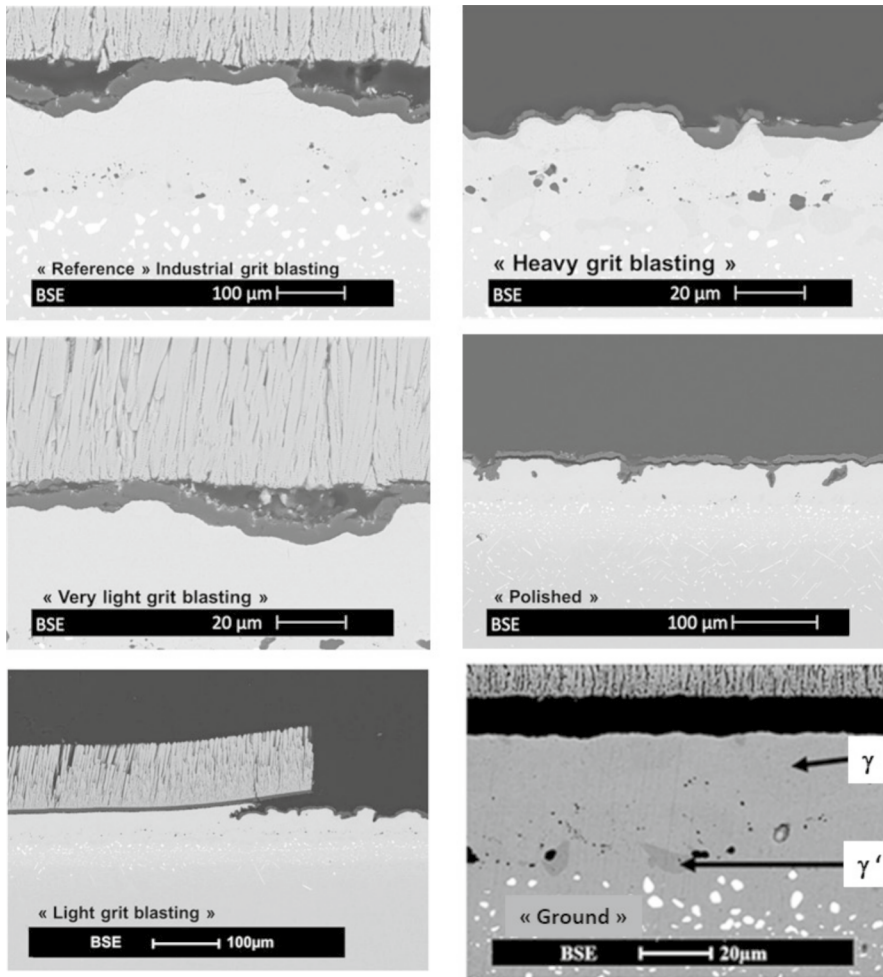 « Reference » Industrial grit blasting
BSE 100 µm
« Heavy grit blasting »
BSE 20 µm
« Very light grit blasting »
BSE 20 µm
« Polished »
BSE 100 µm
« Light grit blasting »
BSE 100µm
γ
γ‘
« Ground »
BSE 20µm